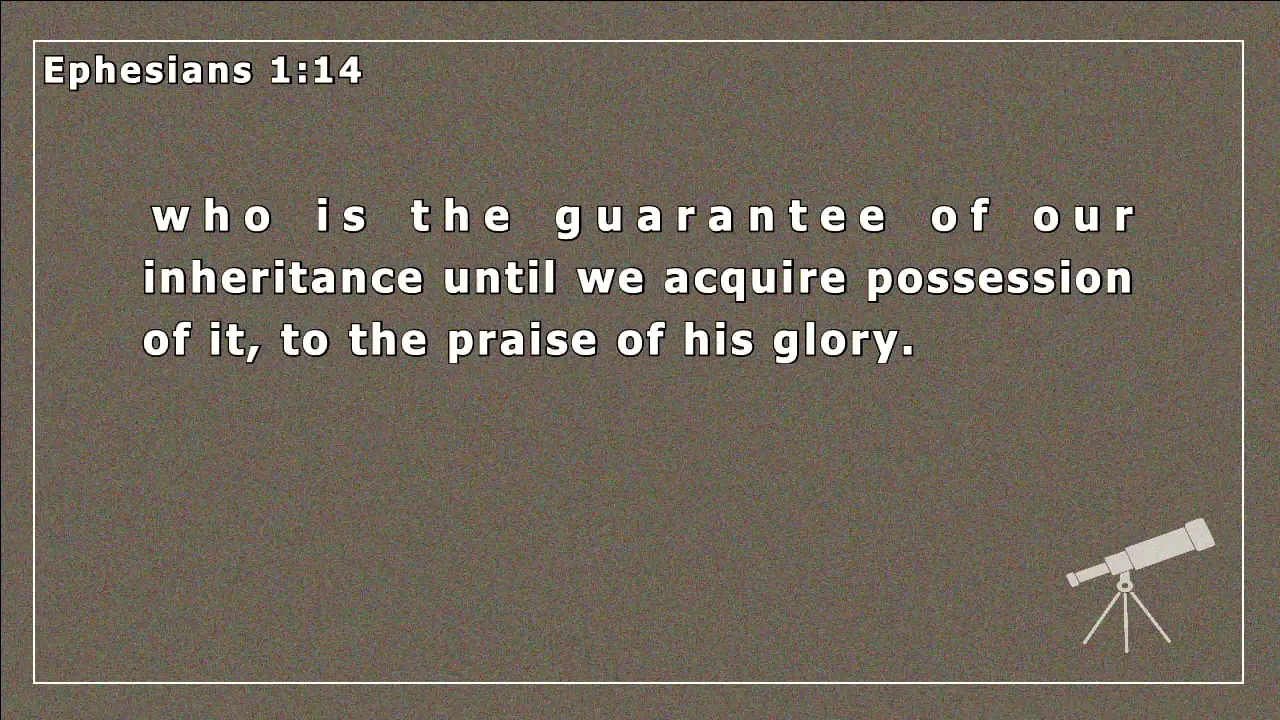 Ephesians 1:14
who is the guarantee of our
inheritance until we acquire possession
of it, to the praise of his glory.